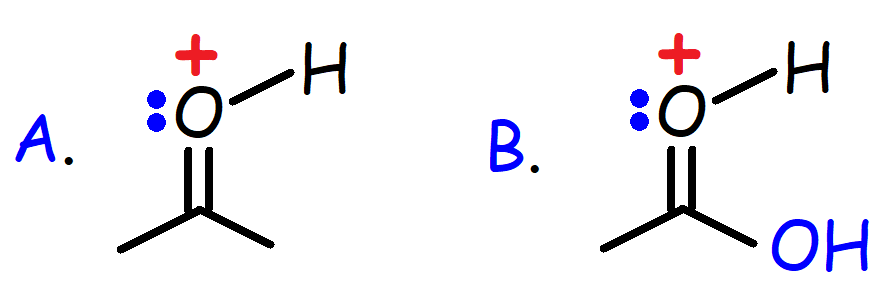 + +
O H O H
A. B.
OH